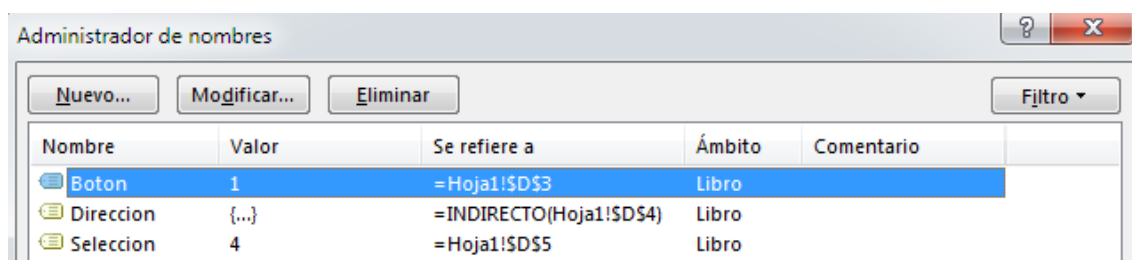 Administrador de nombres
?
Nuevo... Modificar... Eliminar Filtro
Nombre Valor Se refiere a Ámbito Comentario
Boton 1 =Hoja1!$D$3 Libro
Direccion {...} =INDIRECTO(Hoja1!$D$4) Libro
Seleccion 4 =Hoja1!$D$5 Libro